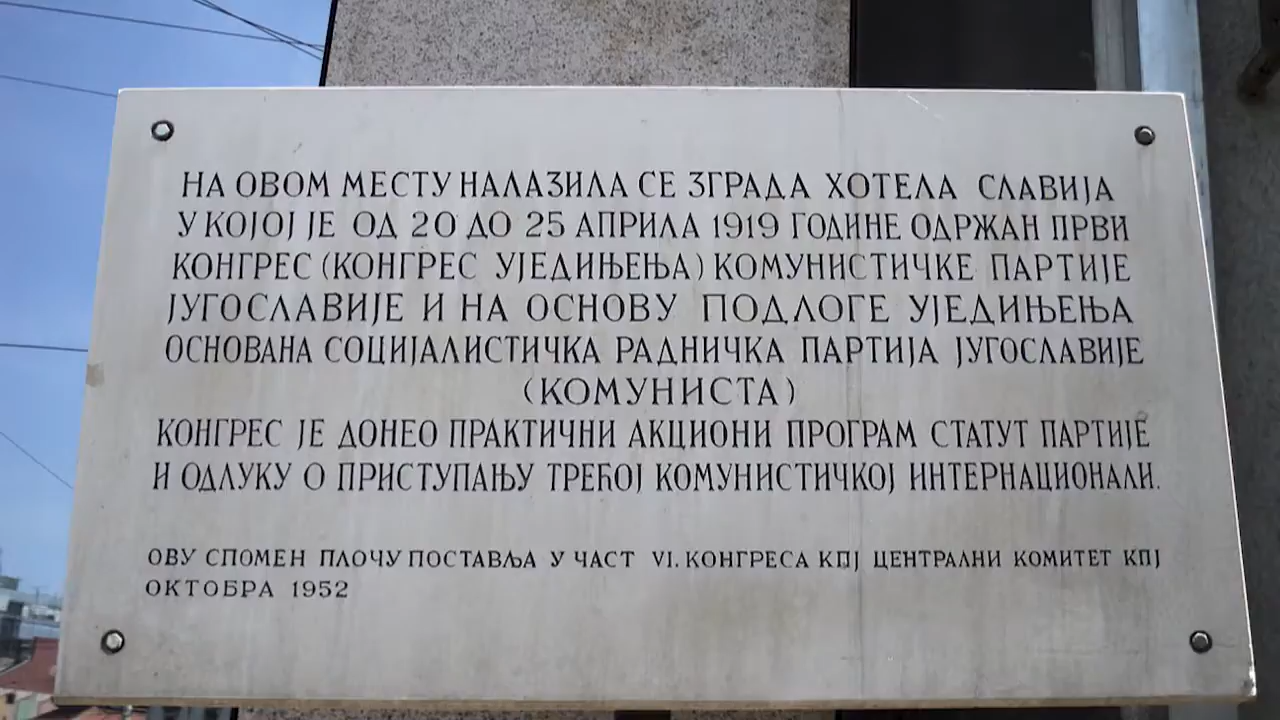 НА ОВОМ МЕСТУ НАЛАЗИЛА СЕ ЗГРАДА ХОТЕЛА СЛАВИЈА
У КОЈОЈ ЈЕ ОД 20 ДО 25 АПРИЛА 1919 ГОДИНЕ ОДРЖАН ПРВИ
КОНГРЕС (КОНГРЕС УЈЕДИЊЕЊА) КОМУНИСТИЧКЕ ПАРТИЈЕ
ЈУГОСЛАВИЈЕ И НА ОСНОВУ ПОДЛОГЕ УЈЕДИЊЕЊА
ОСНОВАНА СОЦИЈАЛИСТИЧКА РАДНИЧКА ПАРТИЈА ЈУГОСЛАВИЈЕ
(КОМУНИСТА)
КОНГРЕС ЈЕ ДОНЕО ПРАКТИЧНИ АКЦИОНИ ПРОГРАМ СТАТУТ ПАРТИЈЕ
И ОДЛУКУ О ПРИСТУПАЊУ ТРЕЋОЈ КОМУНИСТИЧКОЈ ИНТЕРНАЦИОНАЛИ.
ОВУ СПОМЕН ПЛОЧУ ПОСТАВЉА У ЧАСТ VI. КОНГРЕСА КПЈ ЦЕНТРАЛНИ КОМИТЕТ КПЈ
ОКТОБРА 1952